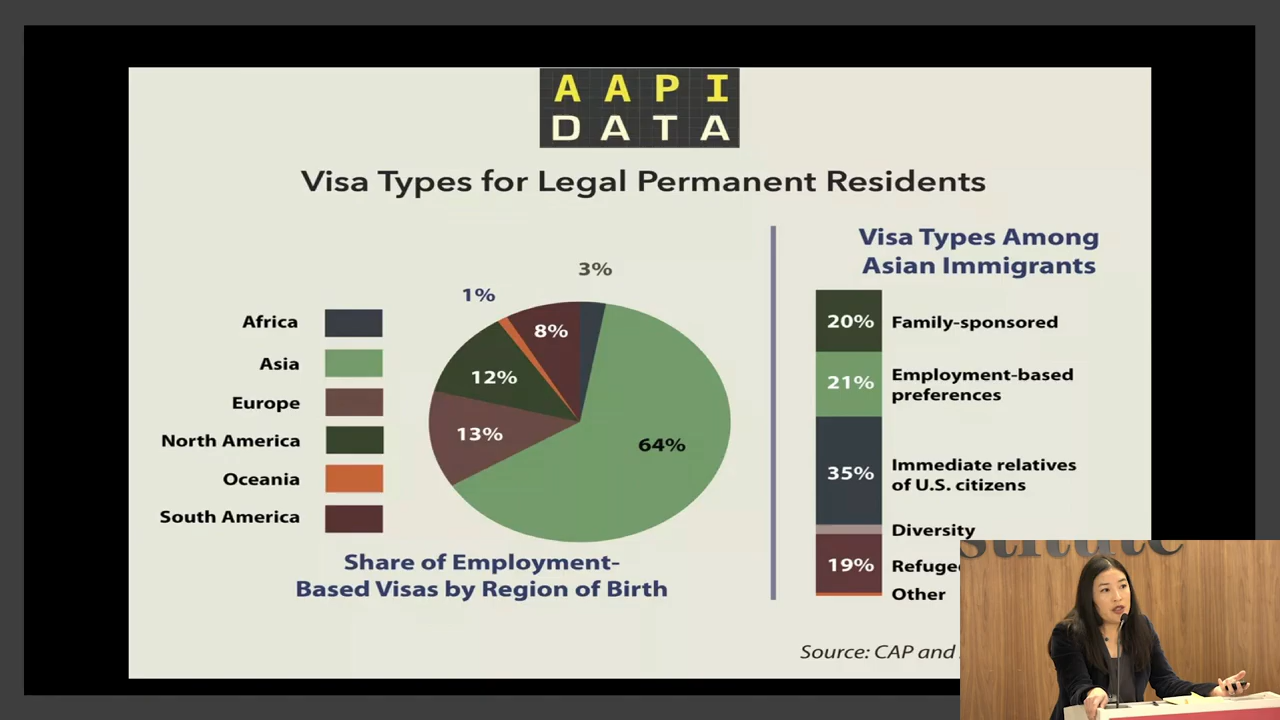 AAPI
DATA
Visa Types for Legal Permanent Residents
3%
1%
8%
12%
13%
64%
Africa
Asia
Europe
North America
Oceania
South America
Share of Employment-
Based Visas by Region of Birth
Visa Types Among
Asian Immigrants
20% Family-sponsored
21% Employment-based
preferences
35% Immediate relatives
of U.S. citizens
Diversity
19%
Other
Source: CAP and